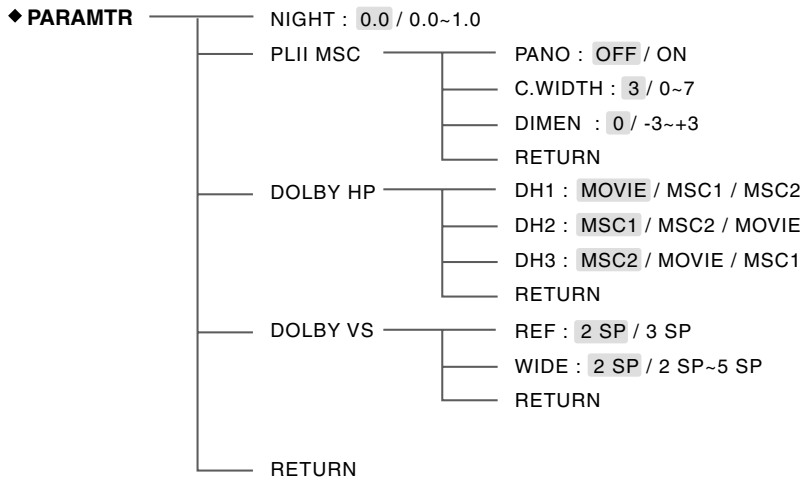 ◆ PARAMTR
NIGHT : 0.0 / 0.0~1.0
PLII MSC
PANO : OFF / ON
C.WIDTH : 3 / 0~7
DIMEN : 0 / -3~+3
RETURN
DOLBY HP
DH1 : MOVIE / MSC1 / MSC2
DH2 : MSC1 / MSC2 / MOVIE
DH3 : MSC2 / MOVIE / MSC1
RETURN
DOLBY VS
REF : 2 SP / 3 SP
WIDE : 2 SP / 2 SP~5 SP
RETURN
RETURN